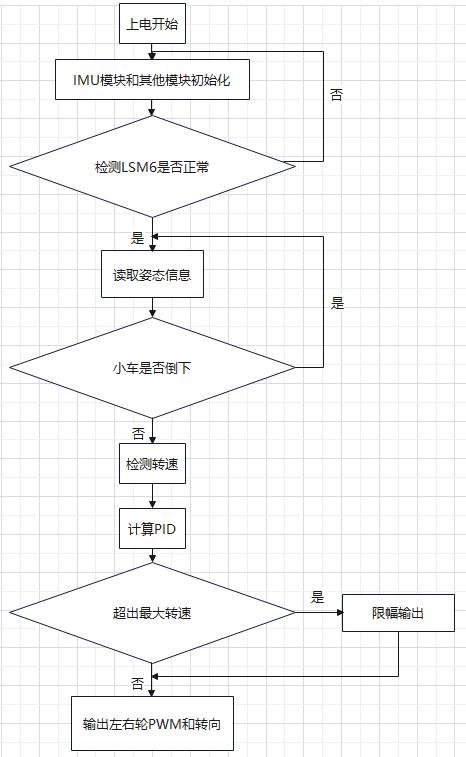 上电开始
IMU模块和其他模块初始化
否
检测LSM6是否正常
是
读取姿态信息
是
小车是否倒下
否
检测转速
计算PID
是
超出最大转速
限幅输出
否
输出左右轮PWM和转向